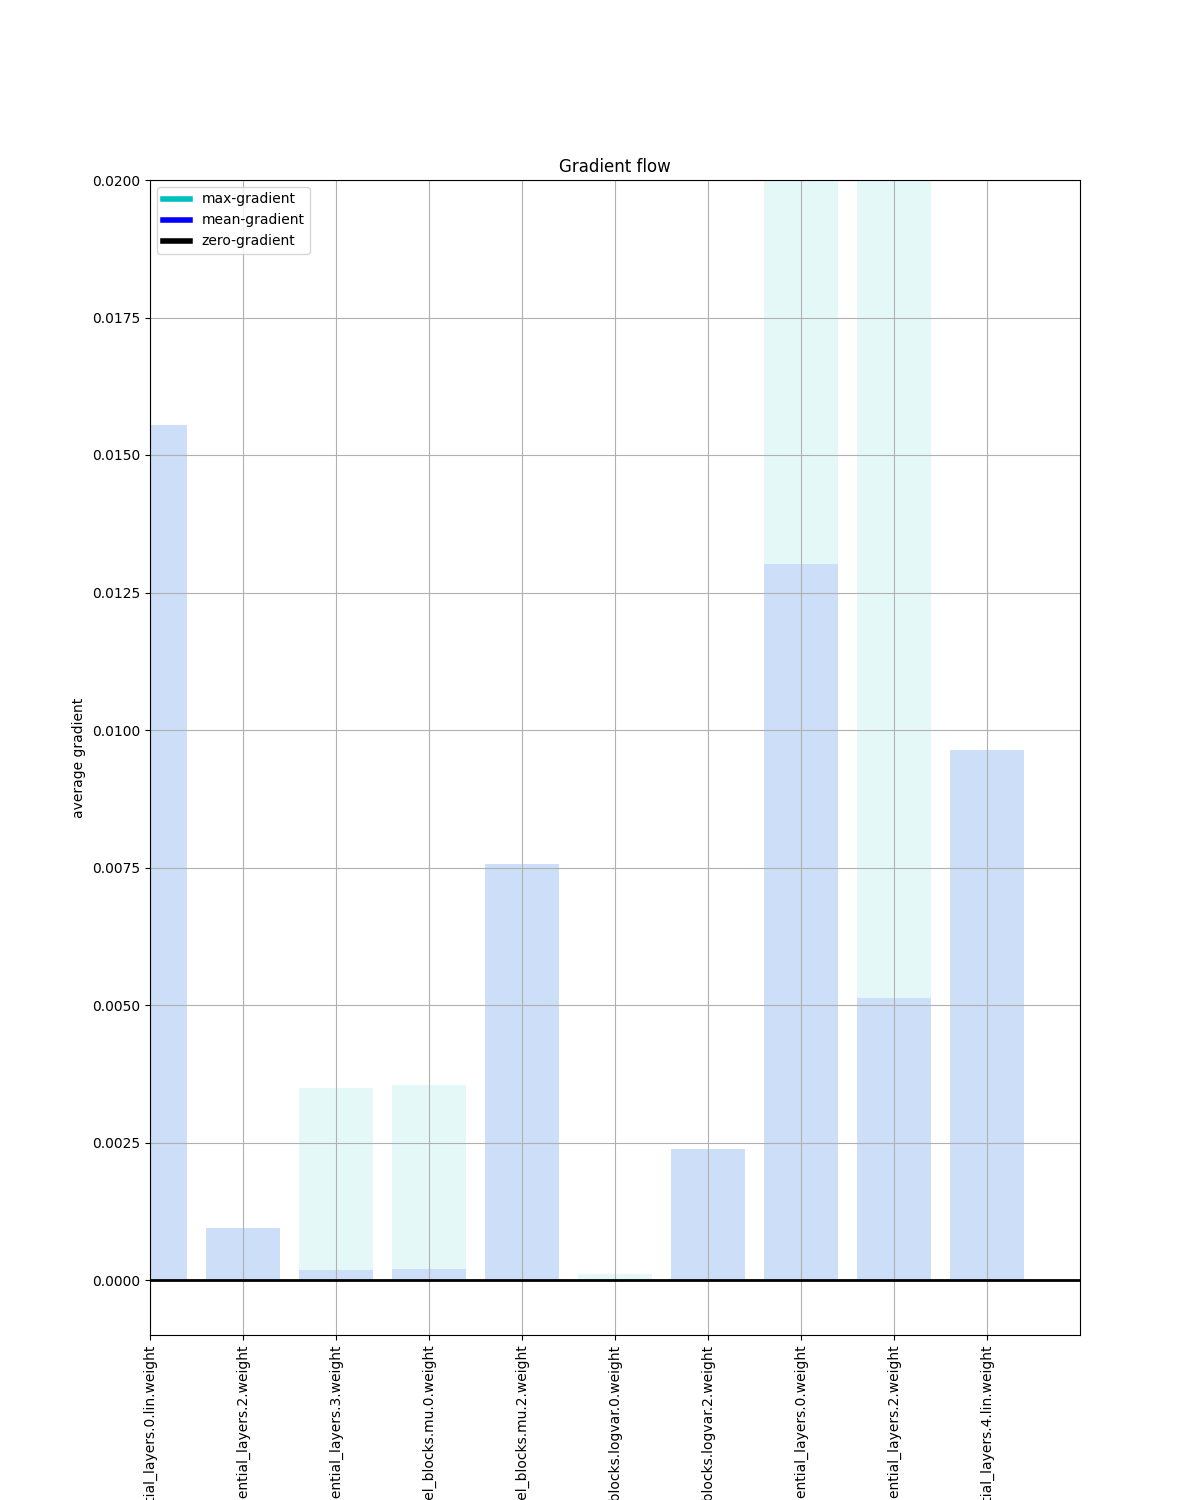 Gradient flow
max-gradient
mean-gradient
zero-gradient
0.0200
0.0175
0.0150
0.0125
0.0100
0.0075
0.0050
0.0025
0.0000
average gradient
tial_layers.0.lin.weight
ential_layers.2.weight
ential_layers.3.weight
el_blocks.mu.0.weight
el_blocks.mu.2.weight
blocks.logvar.0.weight
blocks.logvar.2.weight
ential_layers.0.weight
ential_layers.2.weight
tial_layers.4.lin.weight